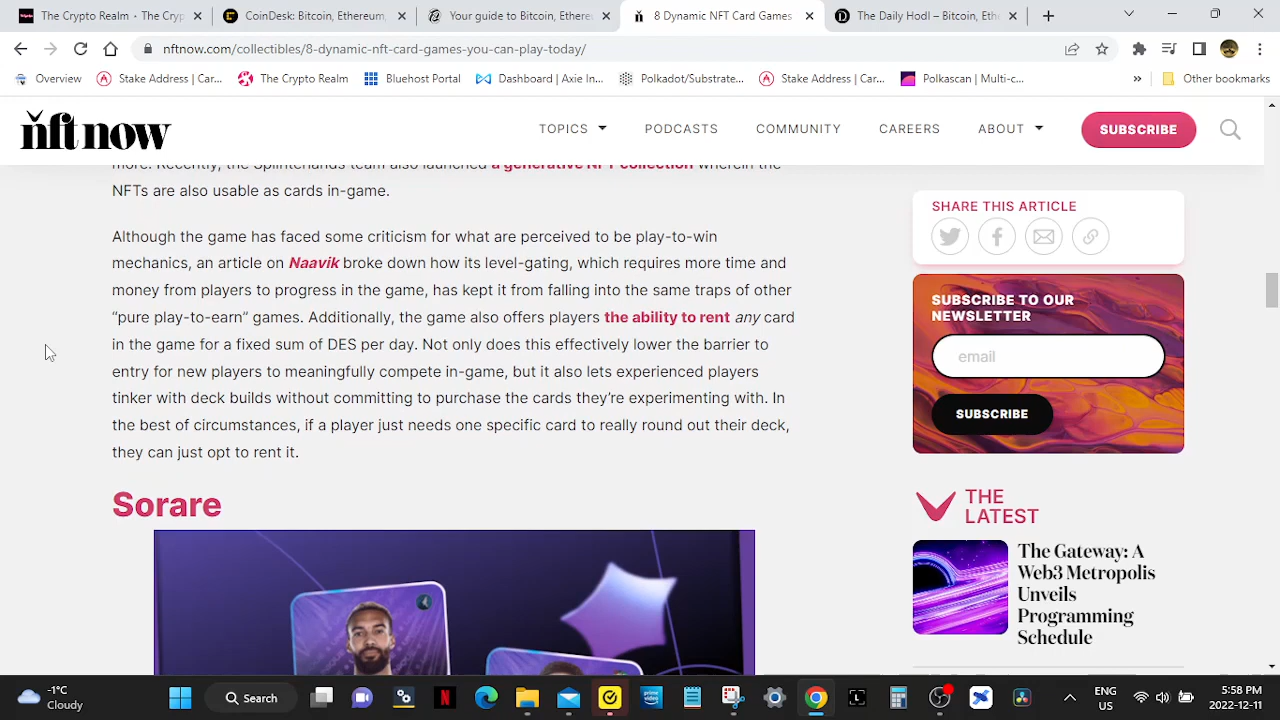 The Crypto Realm • The Cryp
CoinDesk: Bitcoin, Ethereum,
Your guide to Bitcoin, Etheres
8 Dynamic NFT Card Games
The Daily Hodl – Bitcoin, Eth
nftnow.com/collectibles/8-dynamic-nft-card-games-you-can-play-today/
Overview
Stake Address | Car...
The Crypto Realm
Bluehost Portal
Dashboard | Axie In...
Polkadot/Substrate...
Stake Address | Car...
Polkascan | Multi-c...
»
Other bookmarks
nft now
TOPICS
PODCASTS
COMMUNITY
CAREERS
ABOUT
SUBSCRIBE
more. Recently, the Splinterlands team also launched a generative NFT collection wherein the
NFTs are also usable as cards in-game.
Although the game has faced some criticism for what are perceived to be play-to-win
mechanics, an article on Naavik broke down how its level-gating, which requires more time and
money from players to progress in the game, has kept it from falling into the same traps of other
“pure play-to-earn” games. Additionally, the game also offers players the ability to rent any card
in the game for a fixed sum of DES per day. Not only does this effectively lower the barrier to
entry for new players to meaningfully compete in-game, but it also lets experienced players
tinker with deck builds without committing to purchase the cards they’re experimenting with. In
the best of circumstances, if a player just needs one specific card to really round out their deck,
they can just opt to rent it.
Sorare
SHARE THIS ARTICLE
SUBSCRIBE TO OUR
NEWSLETTER
email
SUBSCRIBE
THE
LATEST
The Gateway: A
Web3 Metropolis
Unveils
Programming
Schedule
-1°C
Cloudy
Search
ENG
US
5:58 PM
2022-12-11